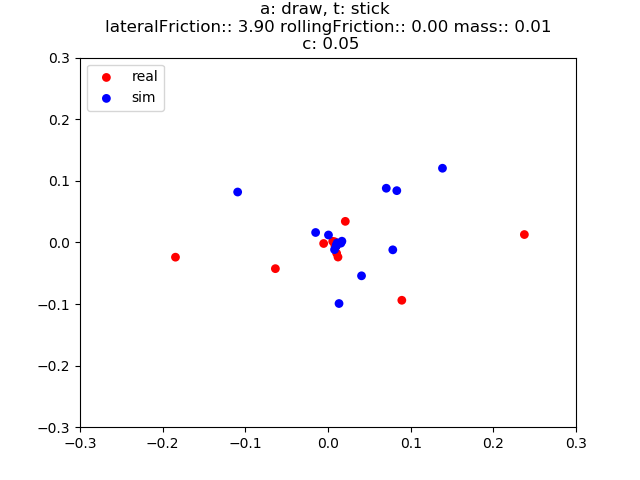 a: draw, t: stick
lateralFriction:: 3.90 rollingFriction:: 0.00 mass:: 0.01
c: 0.05
real
sim
0.3
0.2
0.1
0.0
−0.1
−0.2
−0.3
−0.3
−0.2
−0.1
0.0
0.1
0.2
0.3